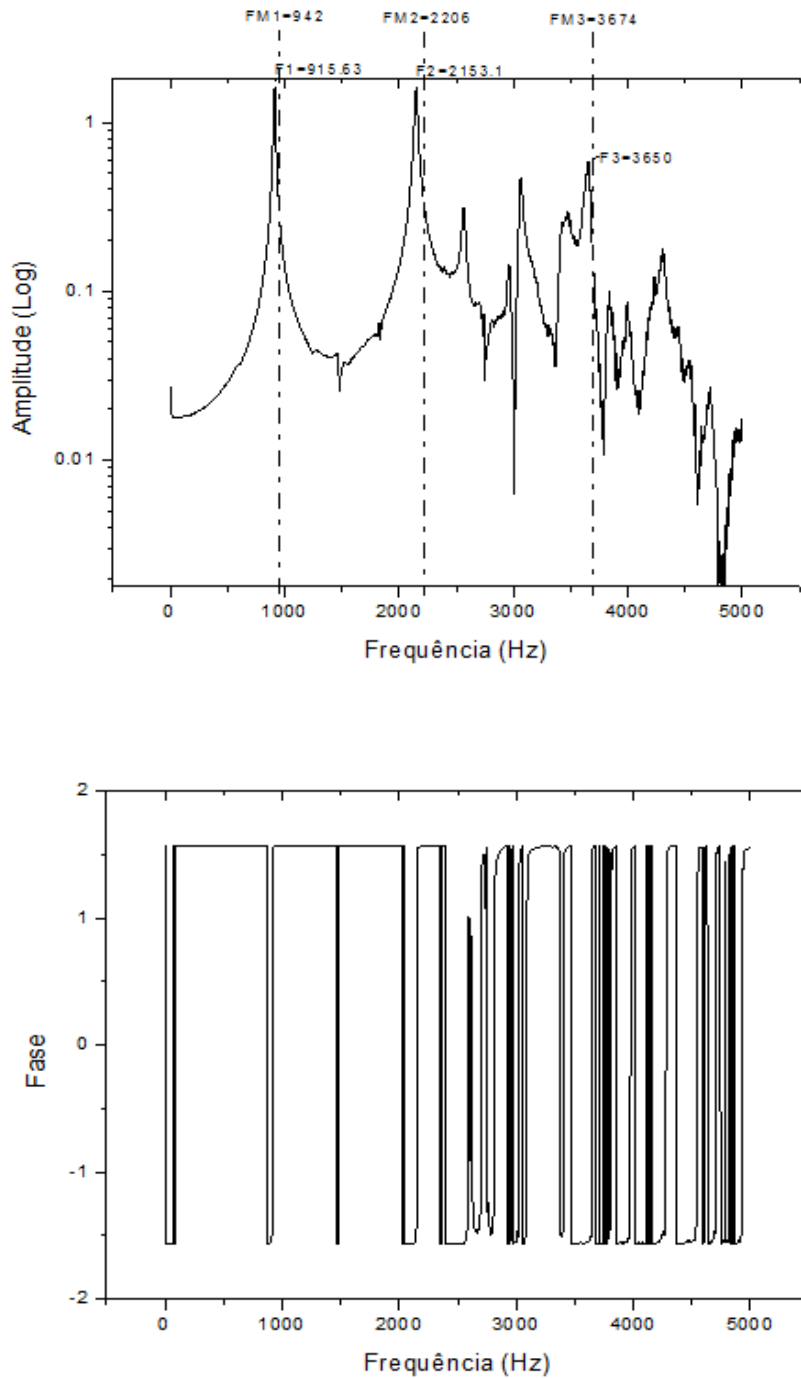 FM1=942 FM2=2206 FM3=3674
F1=915.63 F2=2153.1
F3=3650
1
0.1
0.01
Amplitude (Log)
0 1000 2000 3000 4000 5000
Frequência (Hz)
2
1
0
-1
-2
Fase
0 1000 2000 3000 4000 5000
Frequência (Hz)